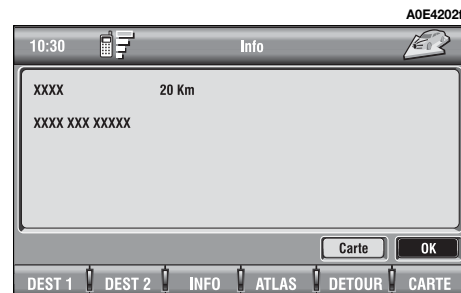 A0E4202f
10:30 Info
XXXX 20 Km
XXXX XXX XXXXX
Carte OK
DEST 1 DEST 2 INFO ATLAS DETOUR CARTE